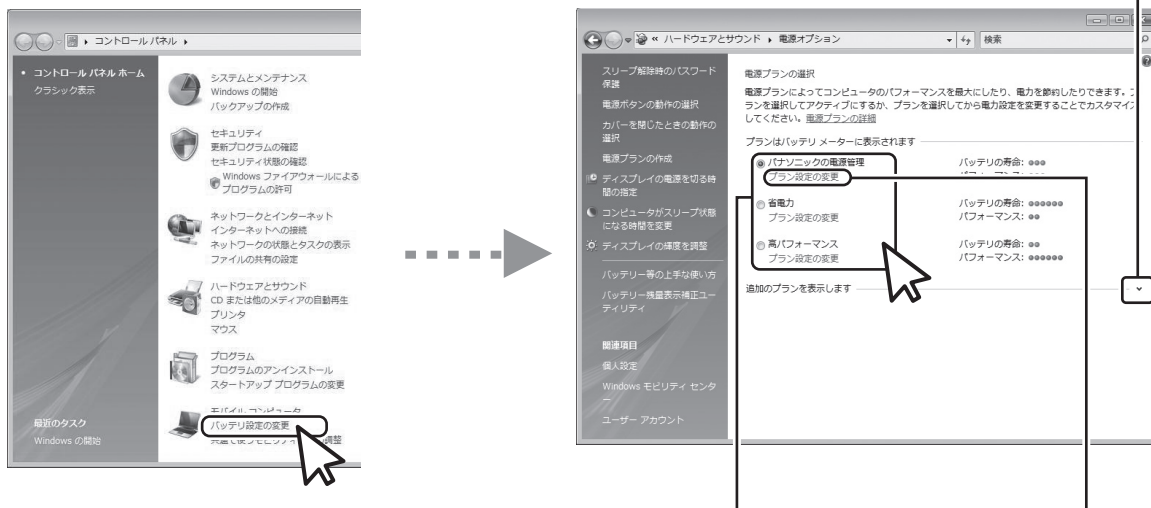 コントロール パネル
コントロール パネル ホーム
クラシック表示
システムとメンテナンス
Windows の開始
バックアップの作成
セキュリティ
更新プログラムの確認
セキュリティ状態の確認
Windows ファイアウォールによる
プログラムの許可
ネットワークとインターネット
インターネットへの接続
ネットワークの状態とタスクの表示
ファイルの共有の設定
ハードウェアとサウンド
CD または他のメディアの自動再生
プリンタ
マウス
プログラム
プログラムのアンインストール
スタートアップ プログラムの変更
モバイル コンピュータ
バッテリ設定の変更
調整
最近のタスク
Windows の開始
« ハードウェアとサウンド
電源オプション
検索
スリープ解除時のパスワード
保護
電源ボタンの動作の選択
カバーを閉じたときの動作の
選択
電源プランの作成
ディスプレイの電源を切る時
間の指定
コンピュータがスリープ状態
になる時間を変更
ディスプレイの輝度を調整
バッテリー等の上手な使い方
バッテリー残量表示補正ユー
ティリティ
関連項目
個人設定
Windows モビリティ センタ
ー
ユーザー アカウント
電源プランの選択
電源プランによってコンピュータのパフォーマンスを最大にしたり、電力を節約したりできます。プ
ランを選択してアクティブにするか、プランを選択してから電力設定を変更することでカスタマイズ
してください。電源プランの詳細
プランはバッテリ メーターに表示されます
パナソニックの電源管理 バッテリの寿命:
プラン設定の変更
省電力 バッテリの寿命:
プラン設定の変更 パフォーマンス:
高パフォーマンス バッテリの寿命:
プラン設定の変更 パフォーマンス:
追加のプランを表示します